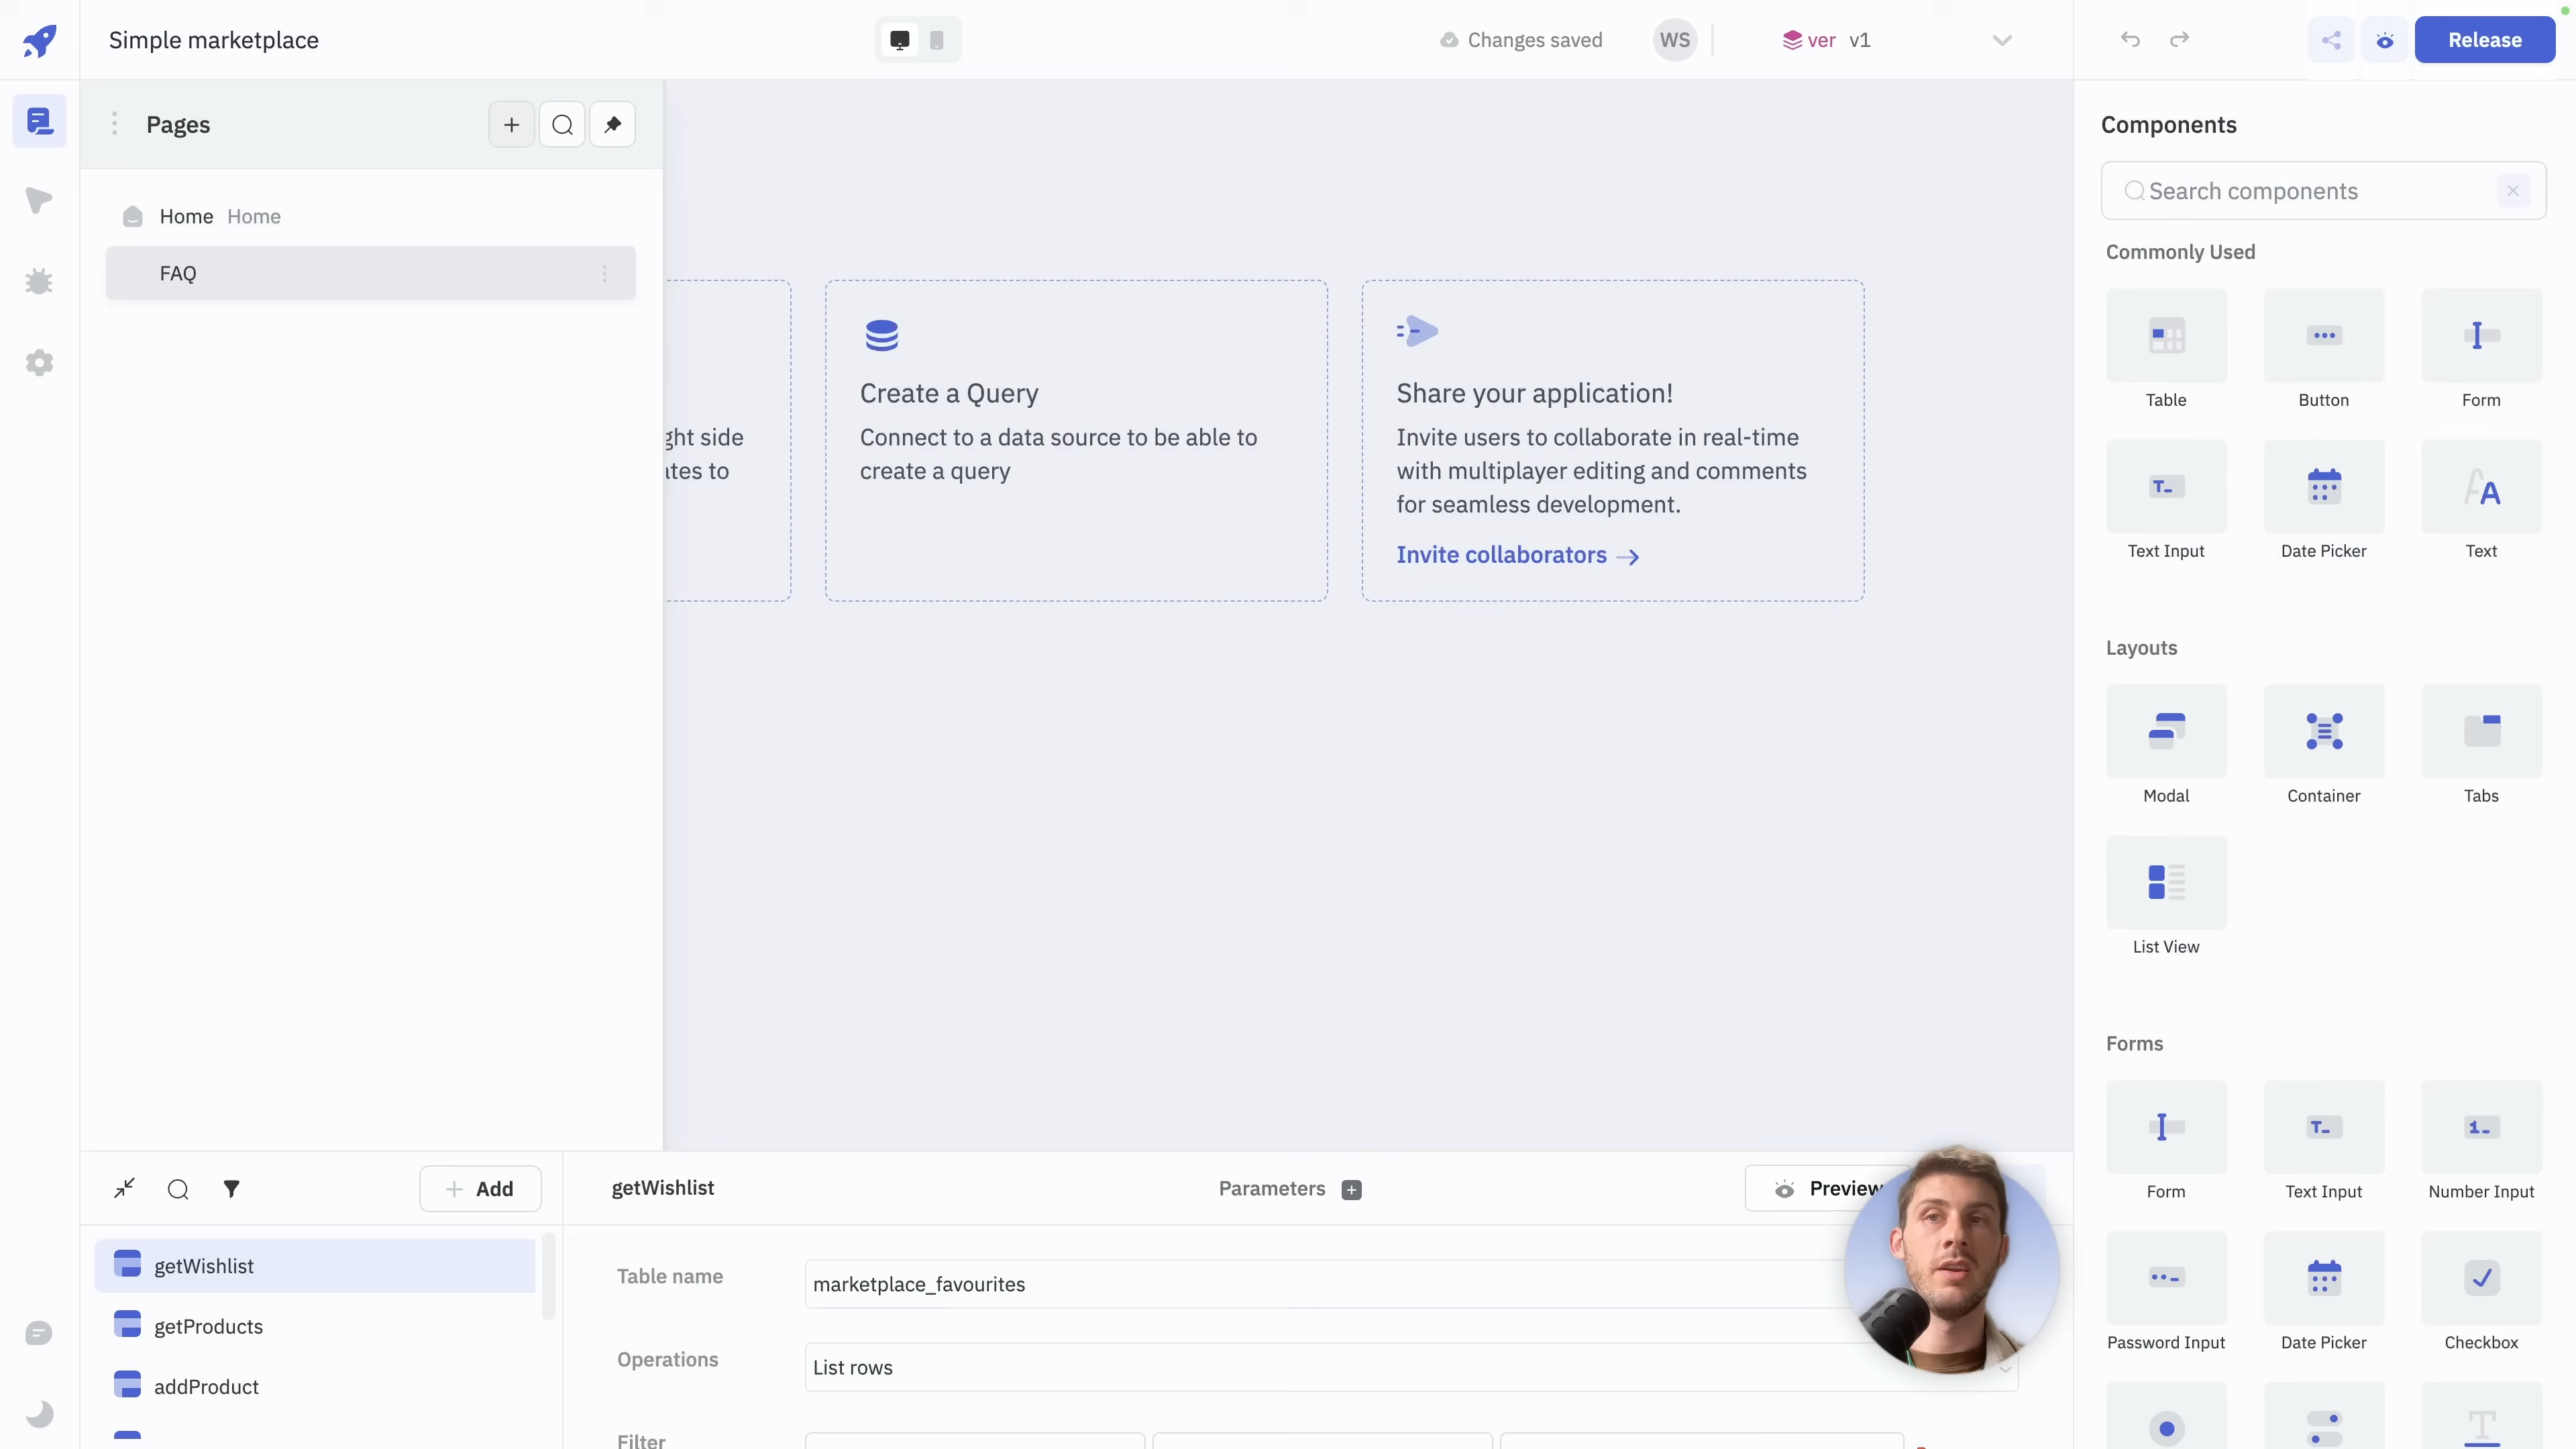 Simple marketplace
Changes saved
WS
ver v1
Release
Pages
Home Home
FAQ
ght side
ates to
Create a Query
Connect to a data source to be able to
create a query
Share your application!
Invite users to collaborate in real-time
with multiplayer editing and comments
for seamless development.
Invite collaborators
Components
Search components
Commonly Used
Table
Button
Form
Text Input
Date Picker
Text
Layouts
Modal
Container
Tabs
List View
Forms
Form
Text Input
Number Input
Password Input
Date Picker
Checkbox
Add
getWishlist
getProducts
addProduct
getWishlist
Parameters
Preview
Table name
marketplace_favourites
Operations
List rows
Filter